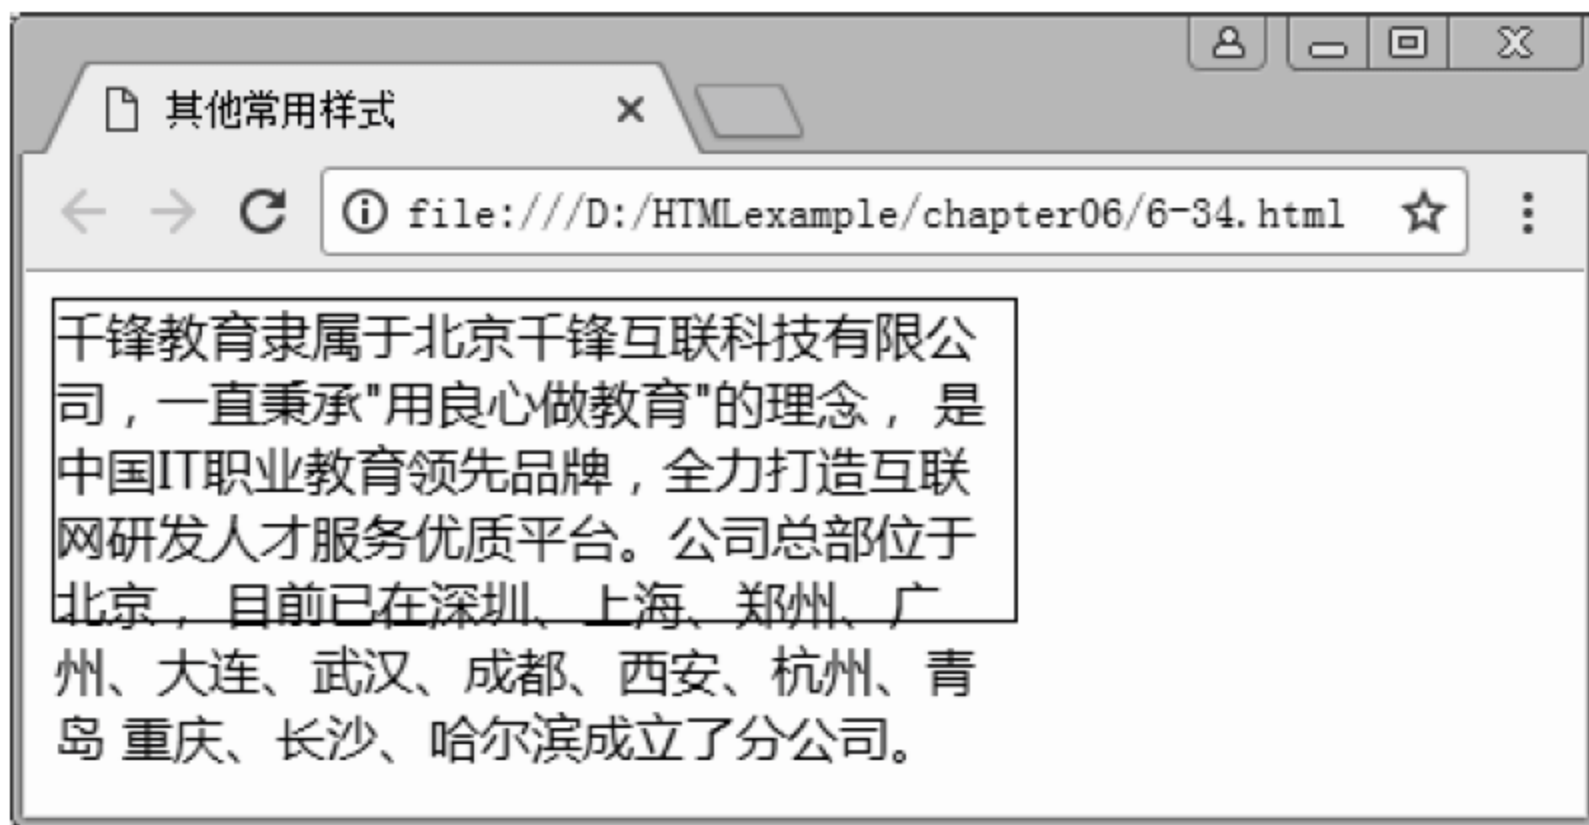 其他常用样式
file:///D:/HTMLexample/chapter06/6-34.html
千锋教育隶属于北京千锋互联科技有限公
司，一直秉承"用良心做教育"的理念， 是
中国IT职业教育领先品牌，全力打造互联
网研发人才服务优质平台。公司总部位于
北京， 目前已在深圳、上海、郑州、广
州、大连、武汉、成都、西安、杭州、青
岛 重庆、长沙、哈尔滨成立了分公司。